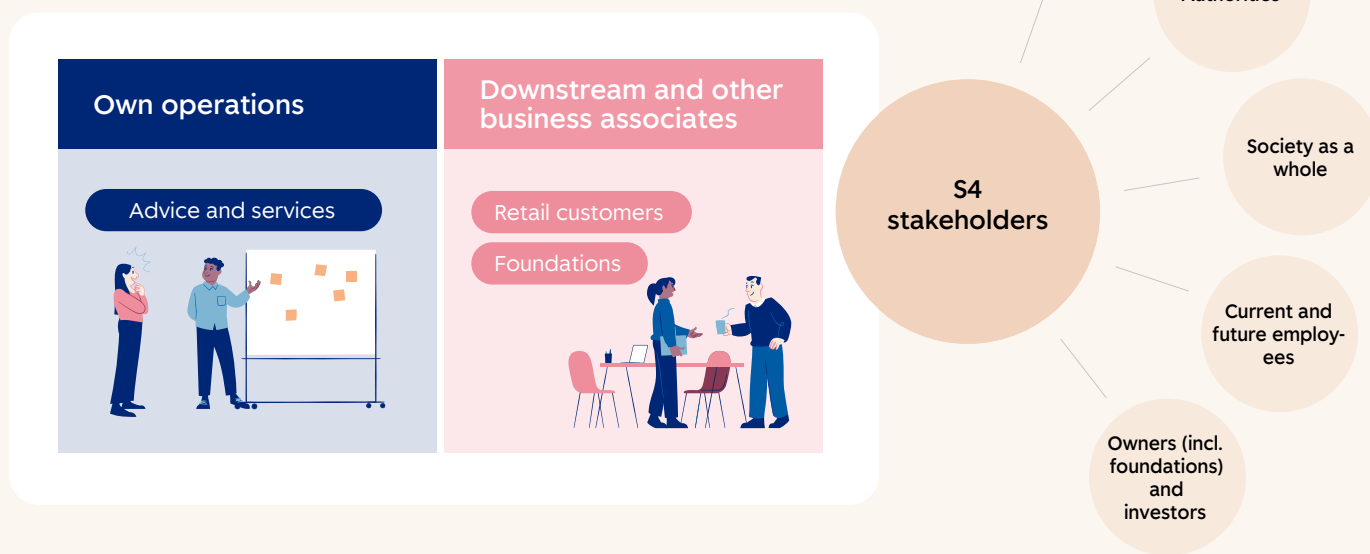 Own operations
Downstream and other
business associates
Advice and services
Retail customers
Foundations
S4
stakeholders
Society as a
whole
Current and
future employ-
ees
Owners (incl.
foundations)
and
investors